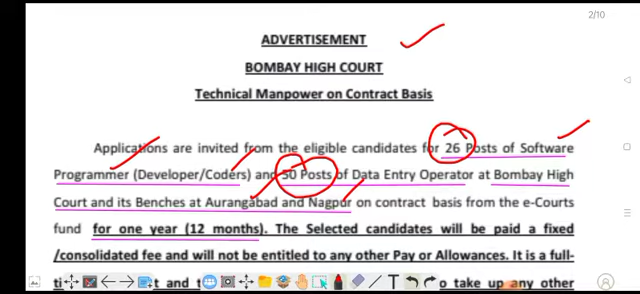 2/10
ADVERTISEMENT
BOMBAY HIGH COURT
Technical Manpower on Contract Basis
Applications are invited from the eligible candidates for 26 Posts of Software
Programmer (Developer/Coders) and 50 Posts of Data Entry Operator at Bombay High
Court and its Benches at Aurangabad and Nagpur on contract basis from the e-Courts
fund for one year (12 months). The Selected candidates will be paid a fixed
/consolidated fee and will not be entitled to any other Pay or Allowances. It is a full-
and to take up any other